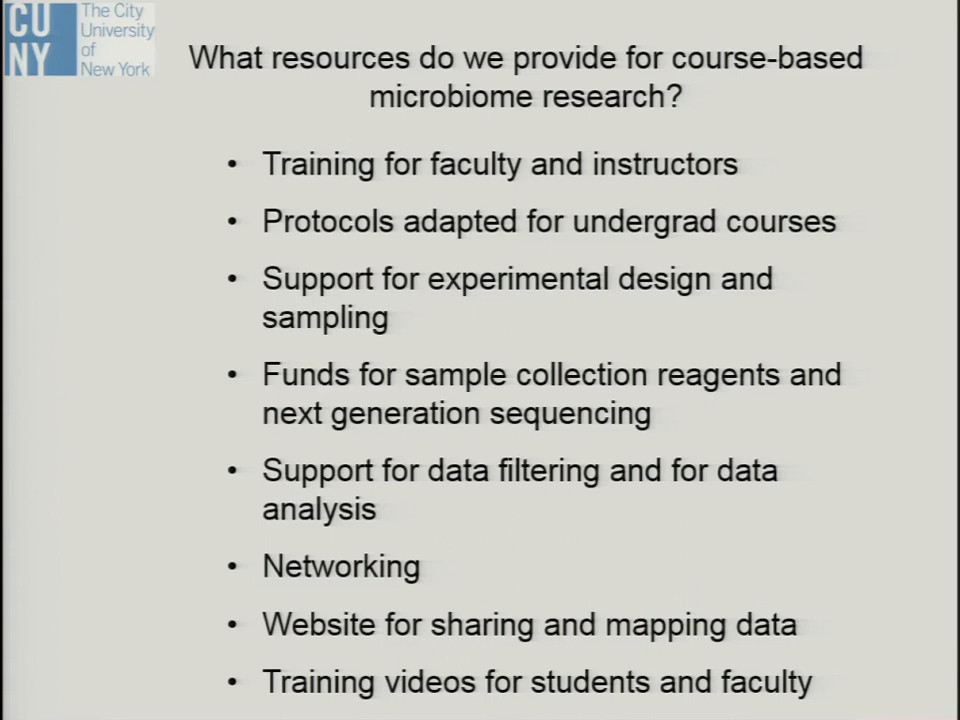 CU
NY
The City
University
of
New York
What resources do we provide for course-based
microbiome research?
• Training for faculty and instructors
• Protocols adapted for undergrad courses
• Support for experimental design and
sampling
• Funds for sample collection reagents and
next generation sequencing
• Support for data filtering and for data
analysis
• Networking
• Website for sharing and mapping data
• Training videos for students and faculty